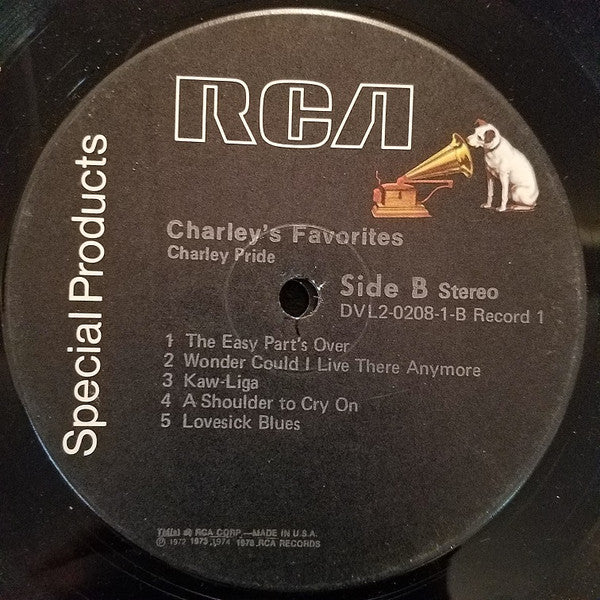 RCA
Special Products
Charley's Favorites
Charley Pride
Side B Stereo
DVL2-0208-1-B Record 1
1 The Easy Part's Over
2 Wonder Could I Live There Anymore
3 Kaw-Liga
4 A Shoulder to Cry On
5 Lovesick Blues
TM(s) ® RCA CORP.—MADE IN U.S.A.
℗ 1972 1973, 1974 1978 RCA RECORDS